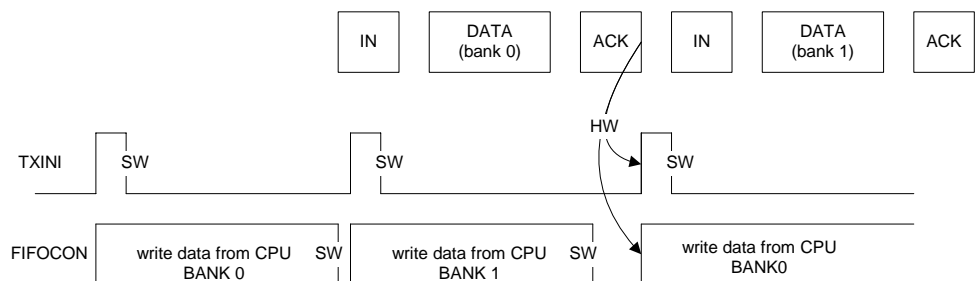 IN DATA ACK IN DATA ACK
(bank 0) (bank 1)
HW
TXINI SW SW SW
FIFOCON write data from CPU SW write data from CPU SW write data from CPU
BANK 0 BANK 1 BANK0